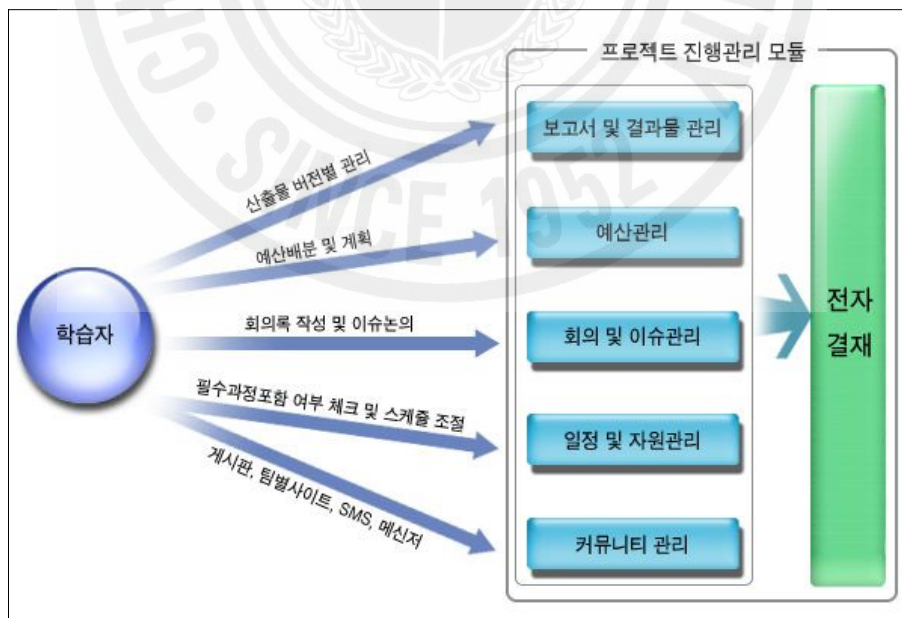 프로젝트 진행관리 모듈
보고서 및 결과물 관리
산출물 버전별 관리
예산관리
예산배분 및 계획
학습자
회의록 작성 및 이슈논의
회의 및 이슈관리
전자
결재
필수과정포함 여부 체크 및 스케쥴 조절
일정 및 자원관리
게시판, 팀별사이트, SMS, 메신저
커뮤니티 관리
SINCE 1952